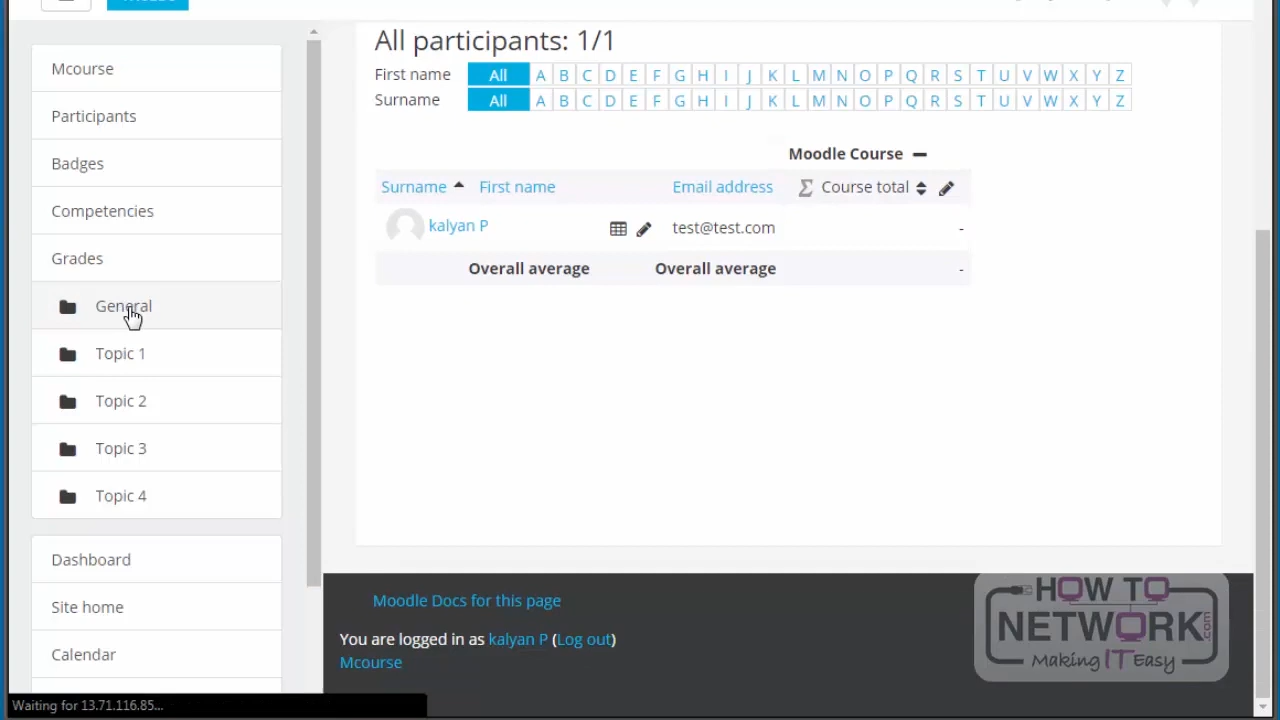 All participants: 1/1
First name All A B C D E F G H I J K L M N O P Q R S T U V W X Y Z
Surname All A B C D E F G H I J K L M N O P Q R S T U V W X Y Z
Moodle Course
Surname First name Email address Σ Course total
kalyan P test@test.com -
Overall average Overall average -
Mcourse
Participants
Badges
Competencies
Grades
General
Topic 1
Topic 2
Topic 3
Topic 4
Dashboard
Site home
Calendar
Moodle Docs for this page
You are logged in as kalyan P (Log out)
Mcourse
HOW TO
NETWORK.com
Making IT Easy
Waiting for 13.71.116.85...